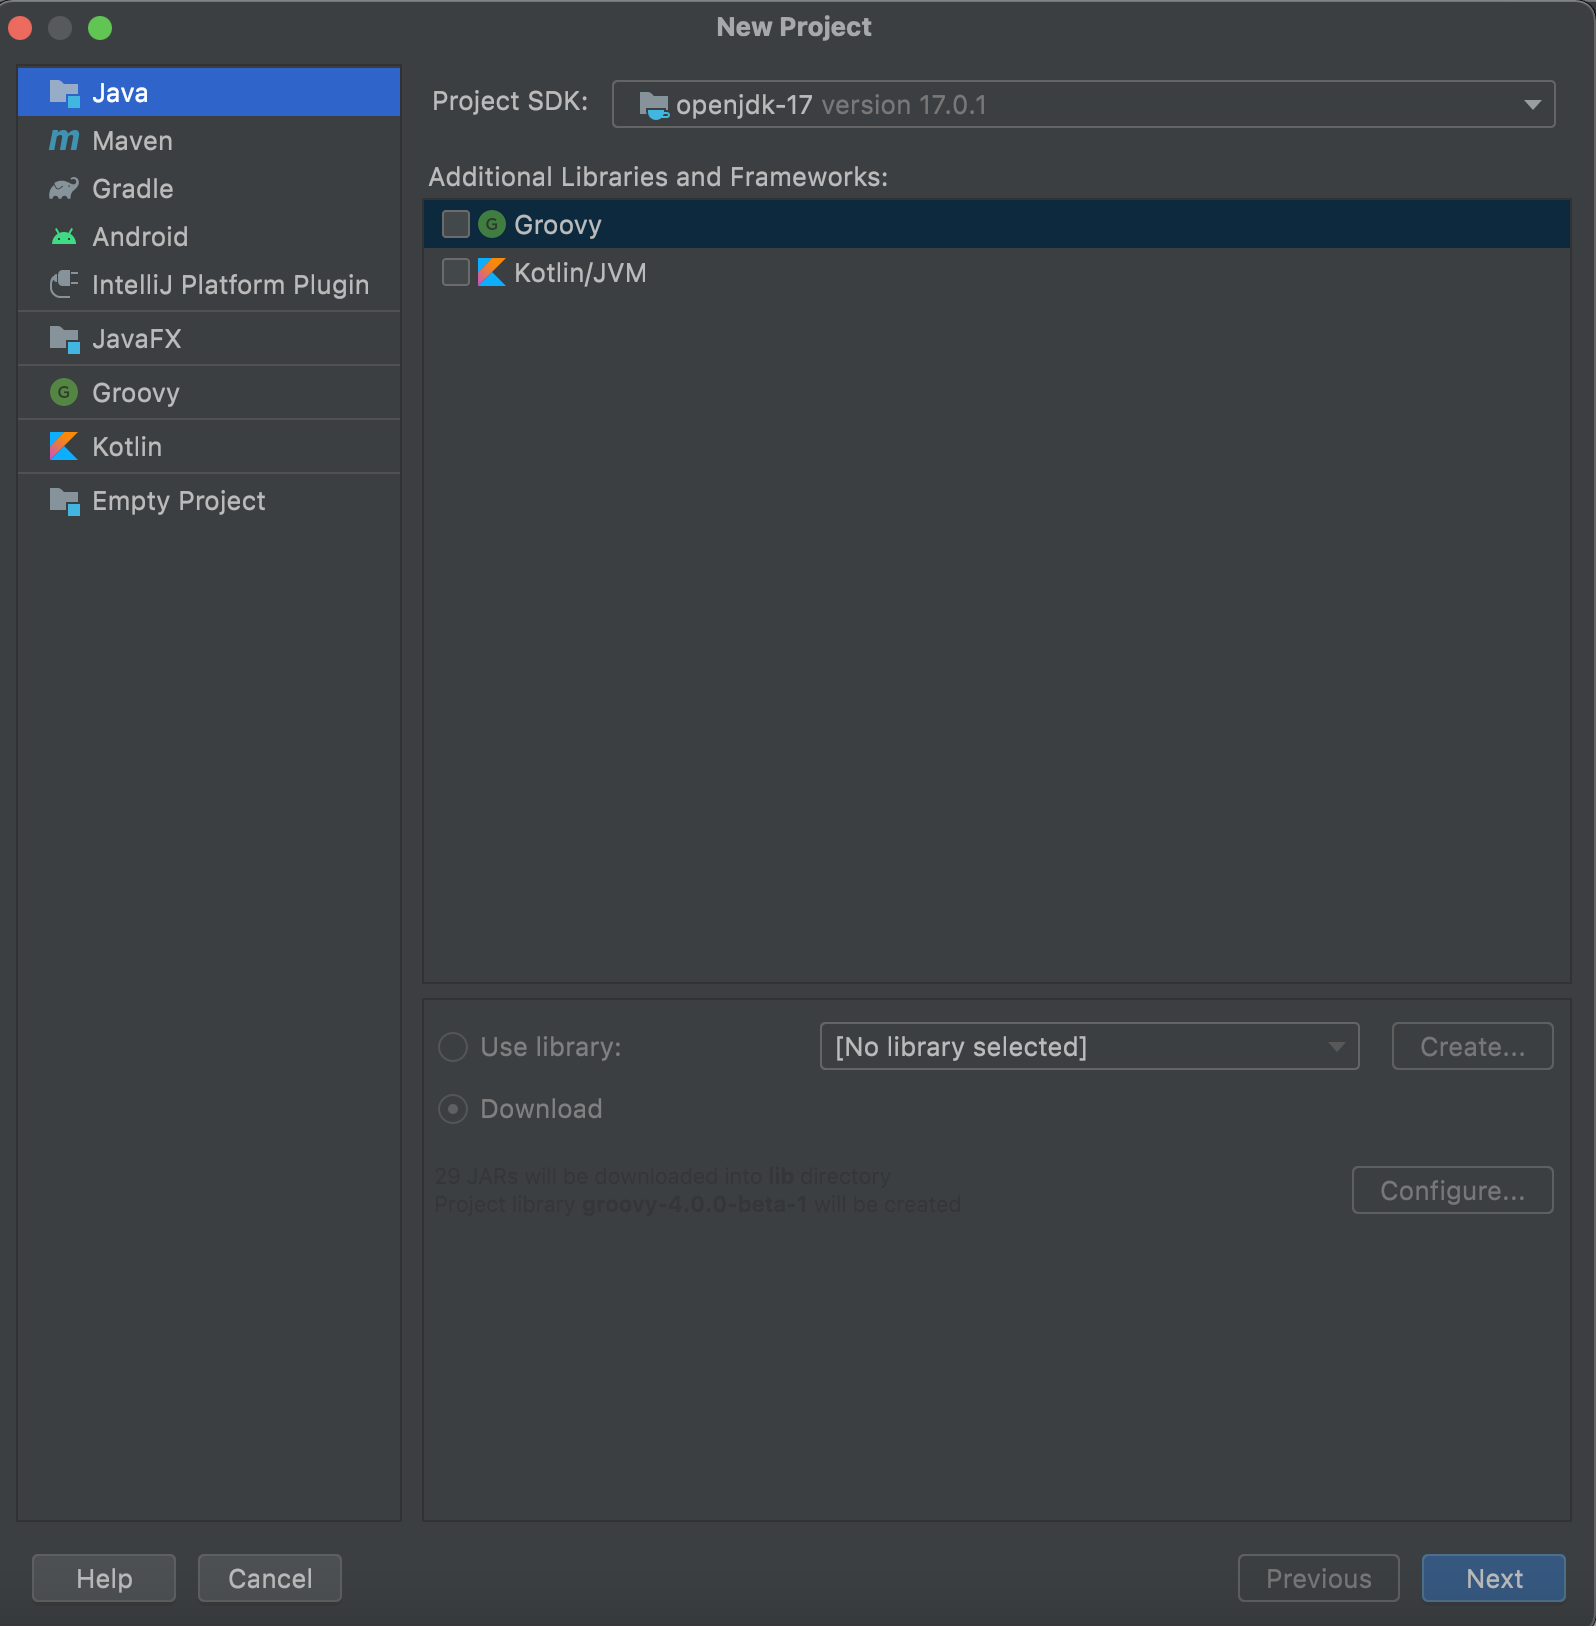 New Project
Java
Maven
Gradle
Android
IntelliJ Platform Plugin
JavaFX
Groovy
Kotlin
Empty Project
Project SDK: openjdk-17 version 17.0.1
Additional Libraries and Frameworks:
Groovy
Kotlin/JVM
Use library: [No library selected] Create...
Download
29 JARs will be downloaded into lib directory
Project library groovy-4.0.0-beta-1 will be created
Configure...
Help Cancel Previous Next